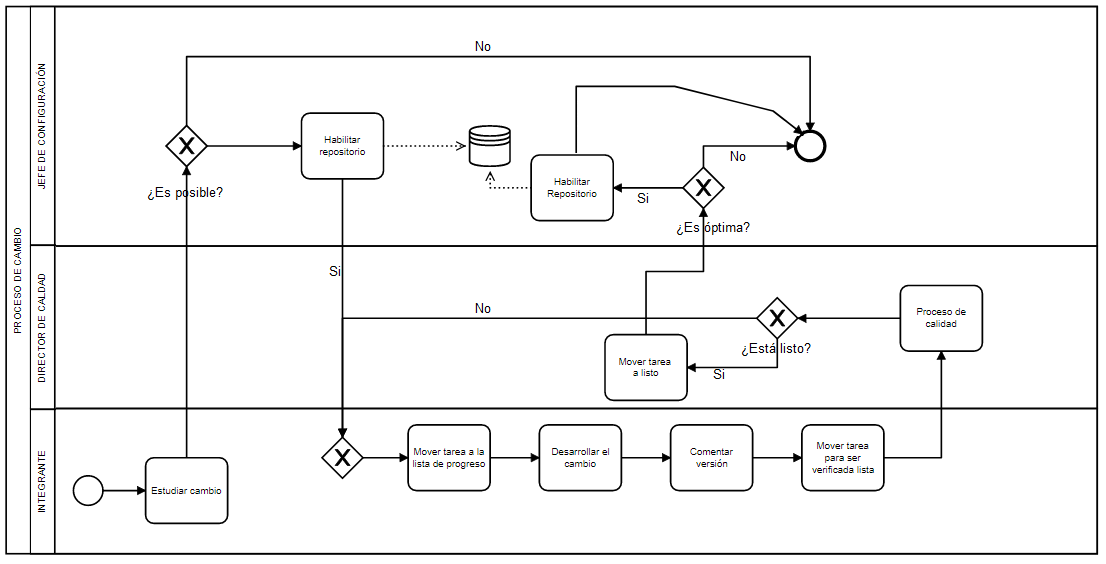 PROCESO DE CAMBIO
JEFE DE CONFIGURACIÓN
No
Habilitar
repositorio
¿Es posible?
Habilitar
Repositorio
No
Si
¿Es óptima?
DIRECTOR DE CALDAD
Si
No
Proceso de
calidad
¿Está listo?
Mover tarea
a listo
Si
INTEGRANTE
Estudiar cambio
Mover tarea a la
lista de progreso
Desarrollar el
cambio
Comentar
versión
Mover tarea
para ser
verificada lista